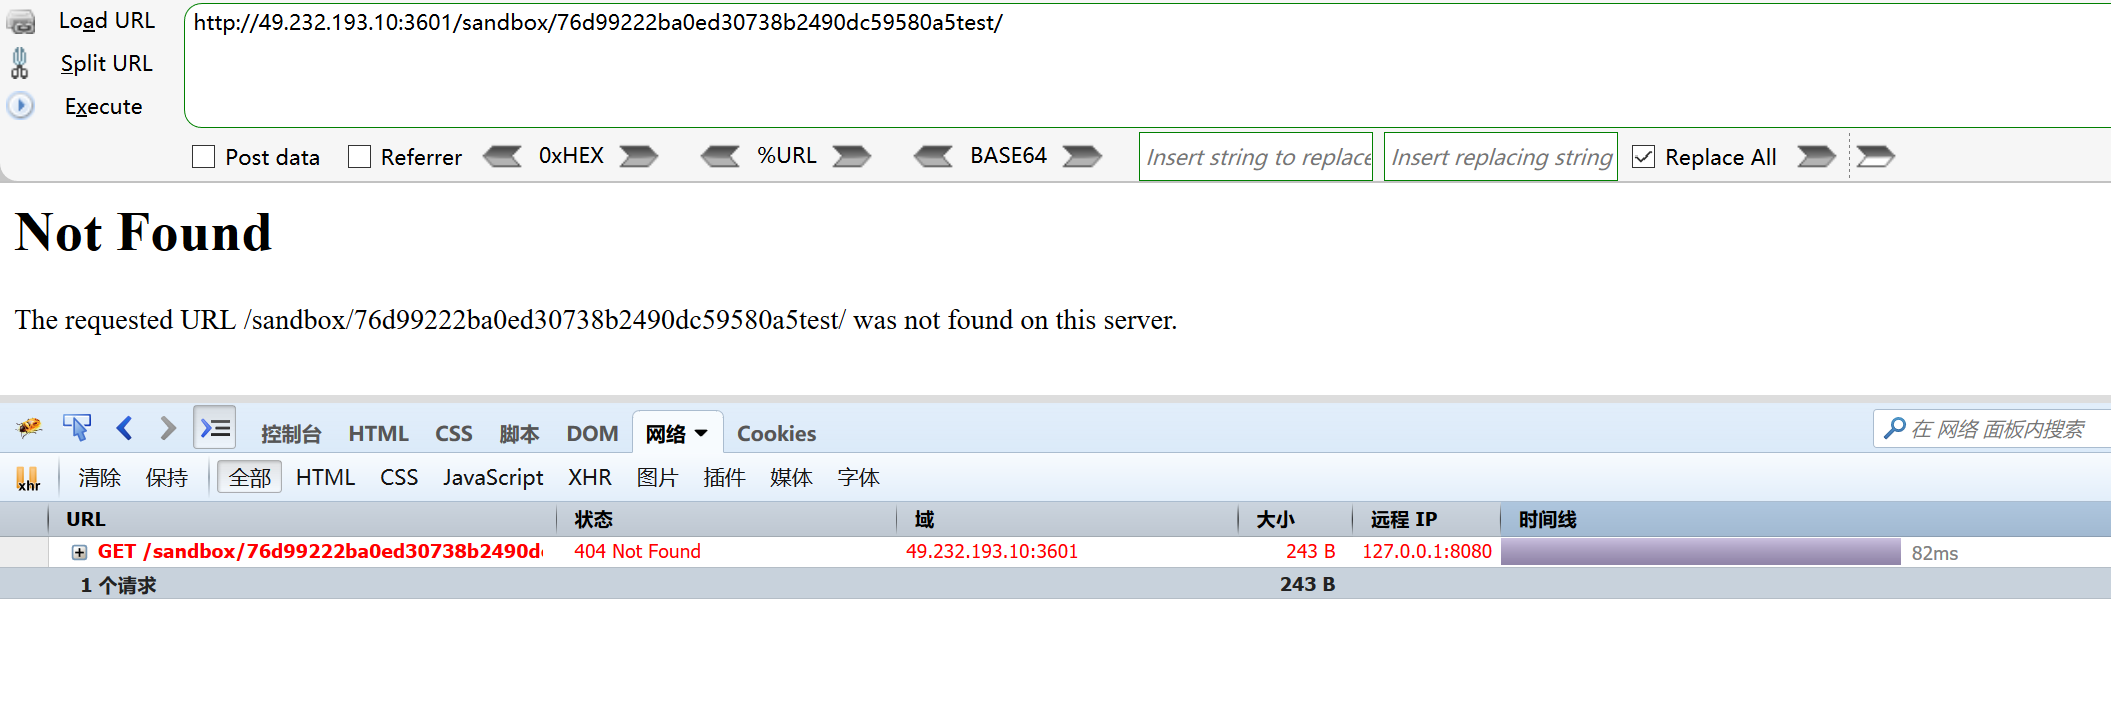 Load URL
http://49.232.193.10:3601/sandbox/76d99222ba0ed30738b2490dc59580a5test/
Split URL
Execute
Post data Referrer 0xHEX %URL BASE64 Insert string to replace Insert replacing string Replace All
Not Found
The requested URL /sandbox/76d99222ba0ed30738b2490dc59580a5test/ was not found on this server.
控制台 HTML CSS 脚本 DOM 网络 Cookies 在 网络 面板内搜索
xhr 清除 保持 全部 HTML CSS JavaScript XHR 图片 插件 媒体 字体
URL 状态 域 大小 远程 IP 时间线
GET /sandbox/76d99222ba0ed30738b2490d 404 Not Found 49.232.193.10:3601 243 B 127.0.0.1:8080 82ms
1 个请求 243 B